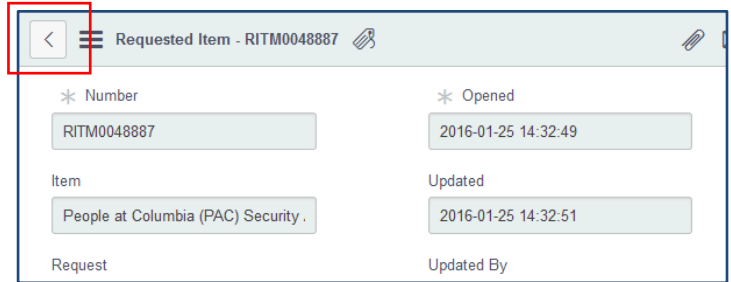 Requested Item - RITM0048887
Number
Opened
RITM0048887
2016-01-25 14:32:49
Item
Updated
People at Columbia (PAC) Security
2016-01-25 14:32:51
Request
Updated By